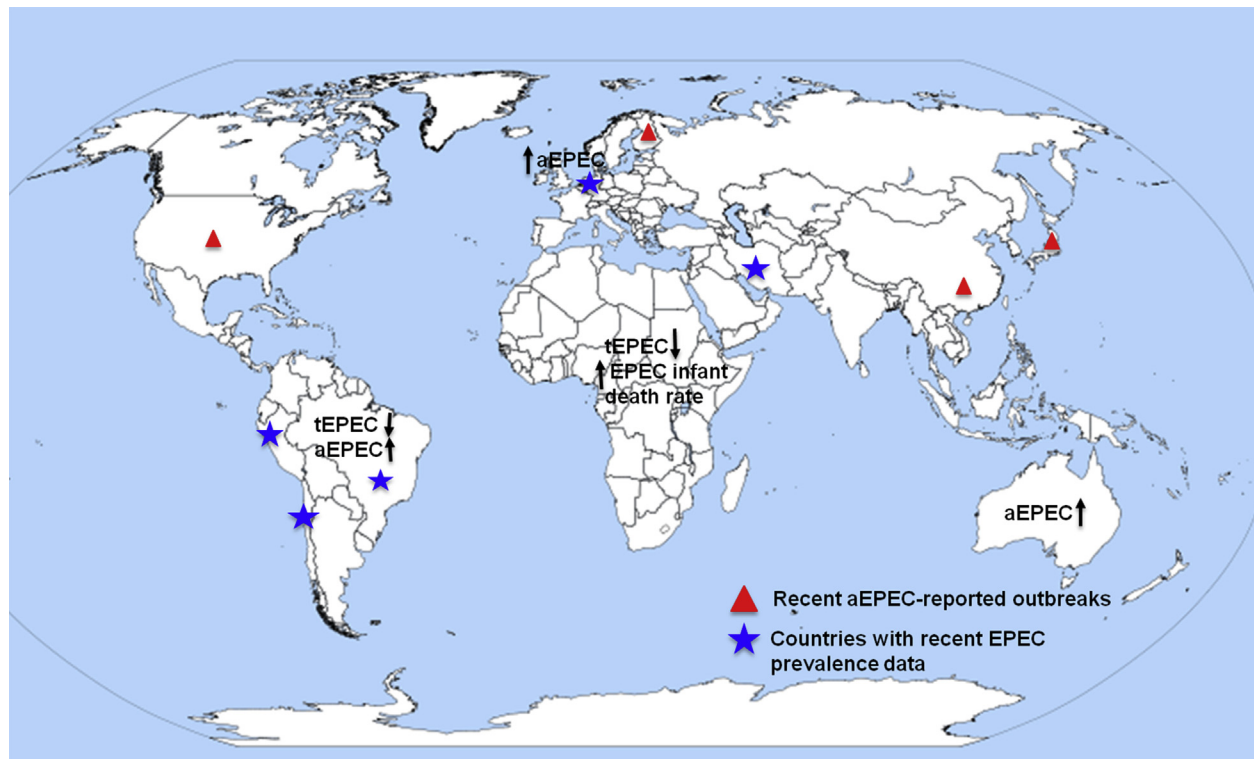 ↑ aEPEC
tEPEC ↓
↑ EPEC infant
death rate
tEPEC ↓
aEPEC ↑
aEPEC ↑
Recent aEPEC-reported outbreaks
Countries with recent EPEC
prevalence data